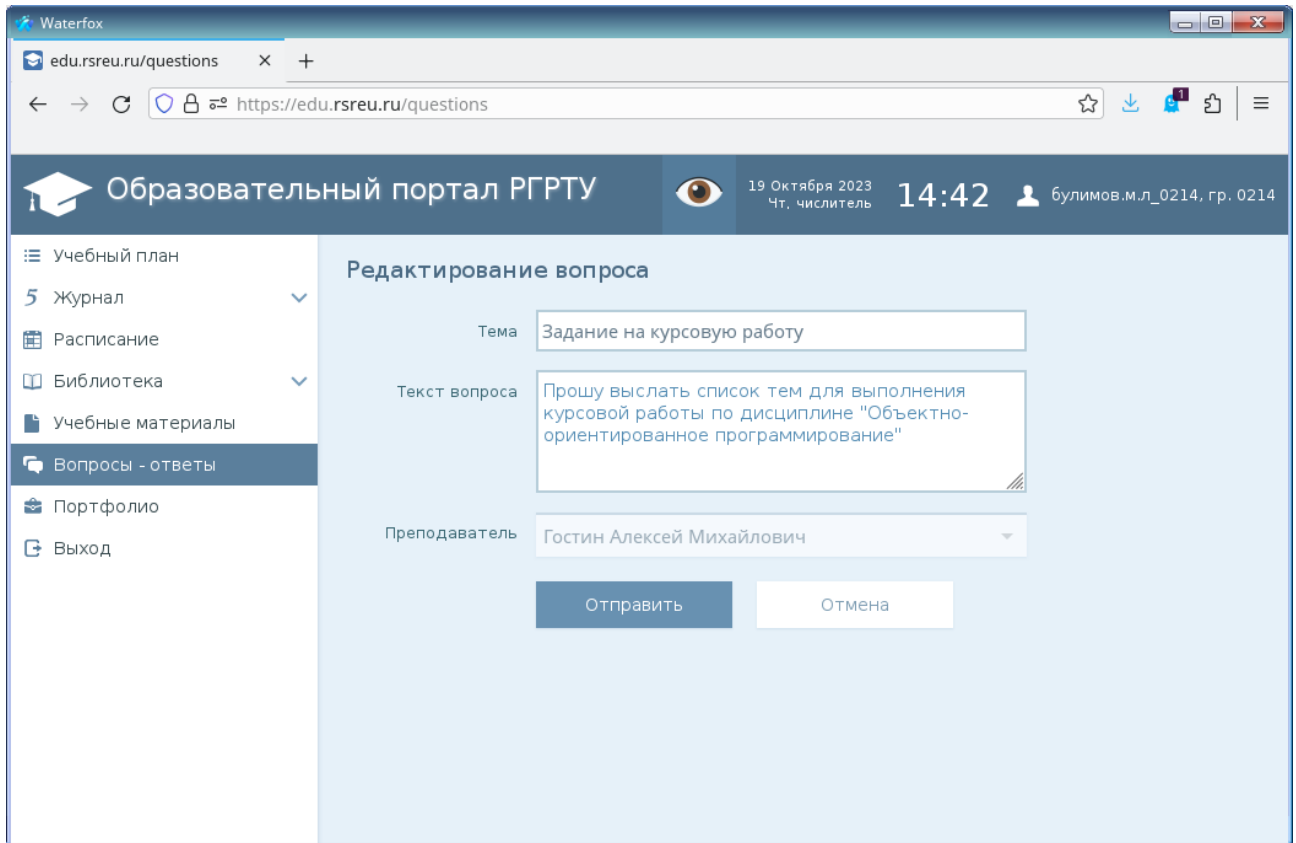 Waterfox
edu.rsreu.ru/questions
https://edu.rsreu.ru/questions
1
Образовательный портал РГРТУ
19 Октября 2023
Чт, числитель
14:42
булимов.м.л_0214, гр. 0214
Учебный план
5 Журнал
Расписание
Библиотека
Учебные материалы
Вопросы - ответы
Портфолио
Выход
Редактирование вопроса
Тема
Задание на курсовую работу
Текст вопроса
Прошу выслать список тем для выполнения
курсовой работы по дисциплине "Объектно-
ориентированное программирование"
Преподаватель
Гостин Алексей Михайлович
Отправить
Отмена